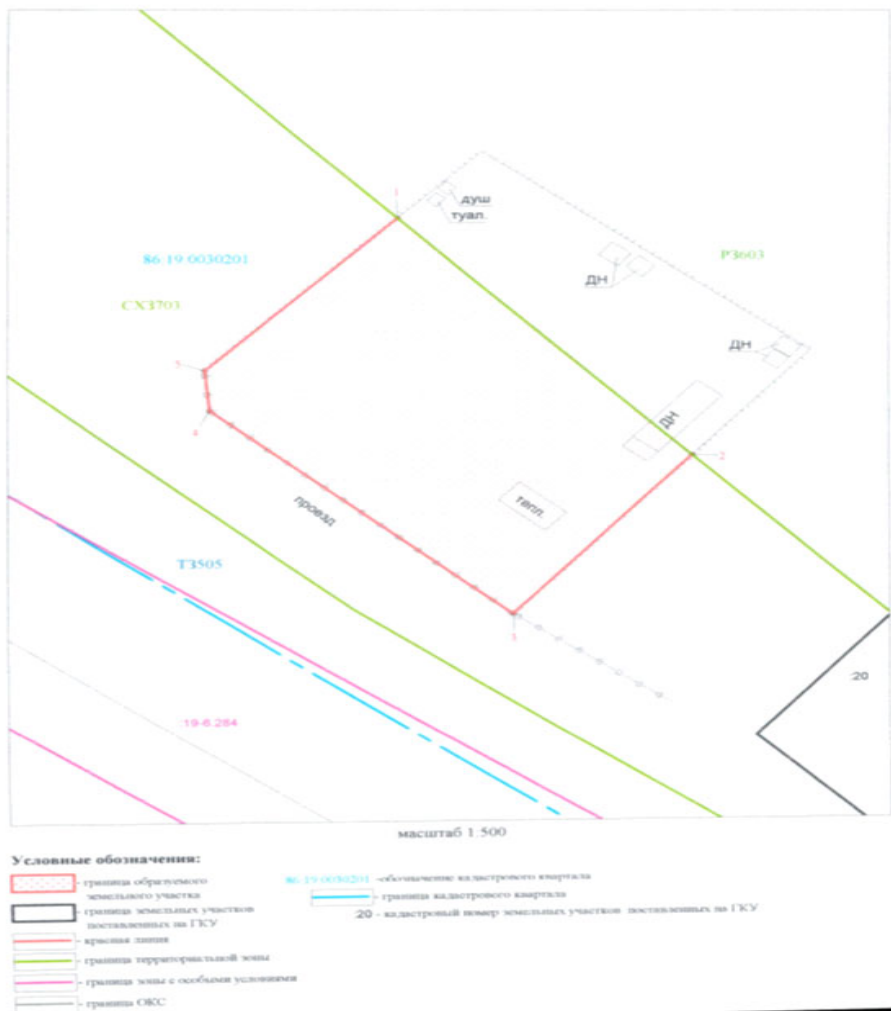 1
душ
туал.
86:19:0030201
РЗ603
ДН
СХЗ703
ДН
5
ДН
4
2
тепл.
проезд
ТЗ505
3
:20
:19-6.284
масштаб 1:500
Условные обозначения:
- граница образуемого
земельного участка
86:19:0030201 -обозначение кадастрового квартала
- граница кадастрового квартала
- граница земельных участков
поставленных на ГКУ
:20 - кадастровый номер земельных участков поставленных на ГКУ
- красная линия
- граница территориальной зоны
- граница зоны с особыми условиями
- граница ОКС